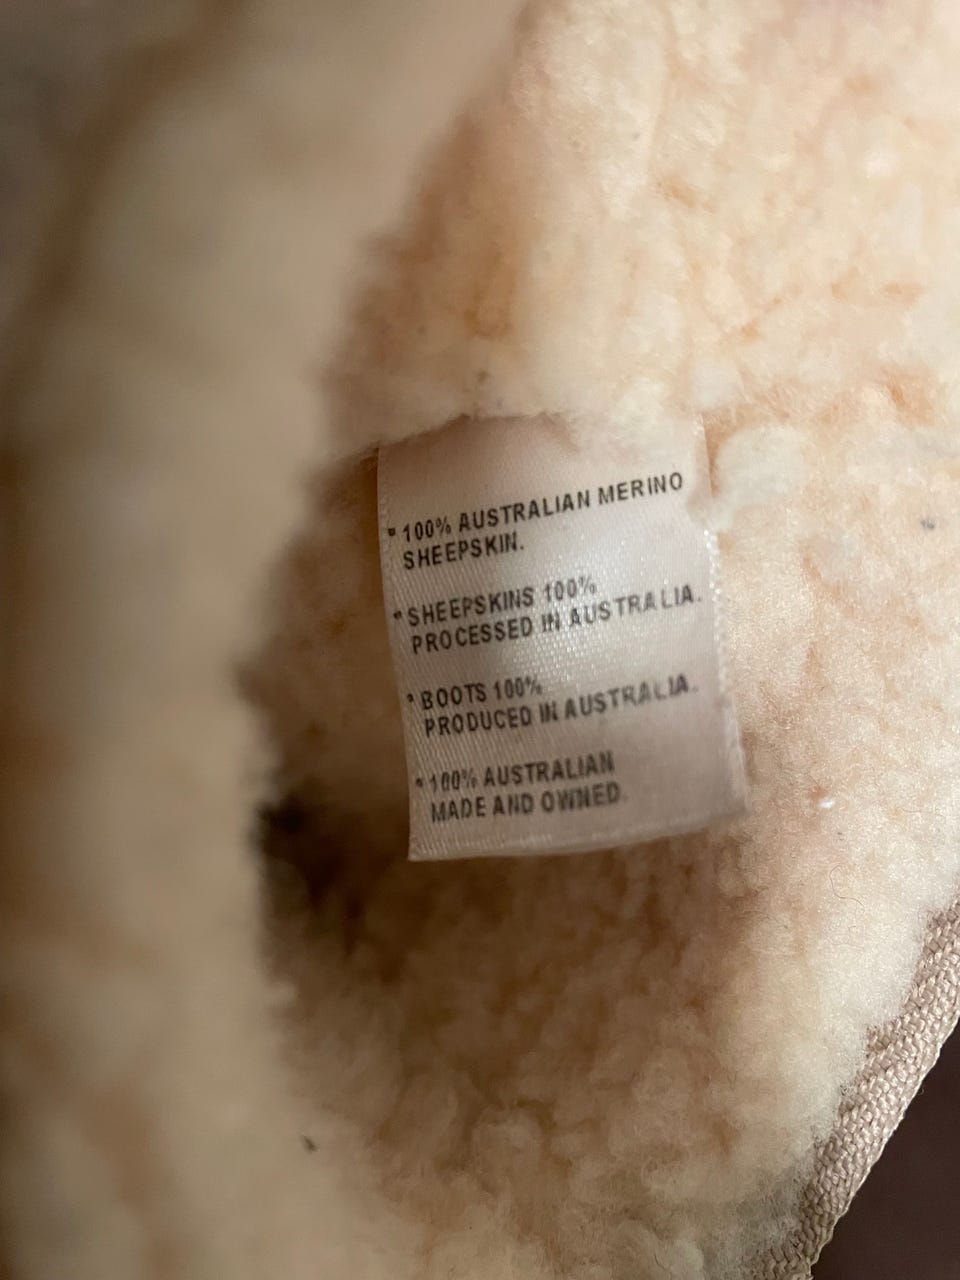 * 100% AUSTRALIAN MERINO
SHEEPSKIN.
* SHEEPSKINS 100%
PROCESSED IN AUSTRALIA.
* BOOTS 100%
PRODUCED IN AUSTRALIA.
* 100% AUSTRALIAN
MADE AND OWNED.